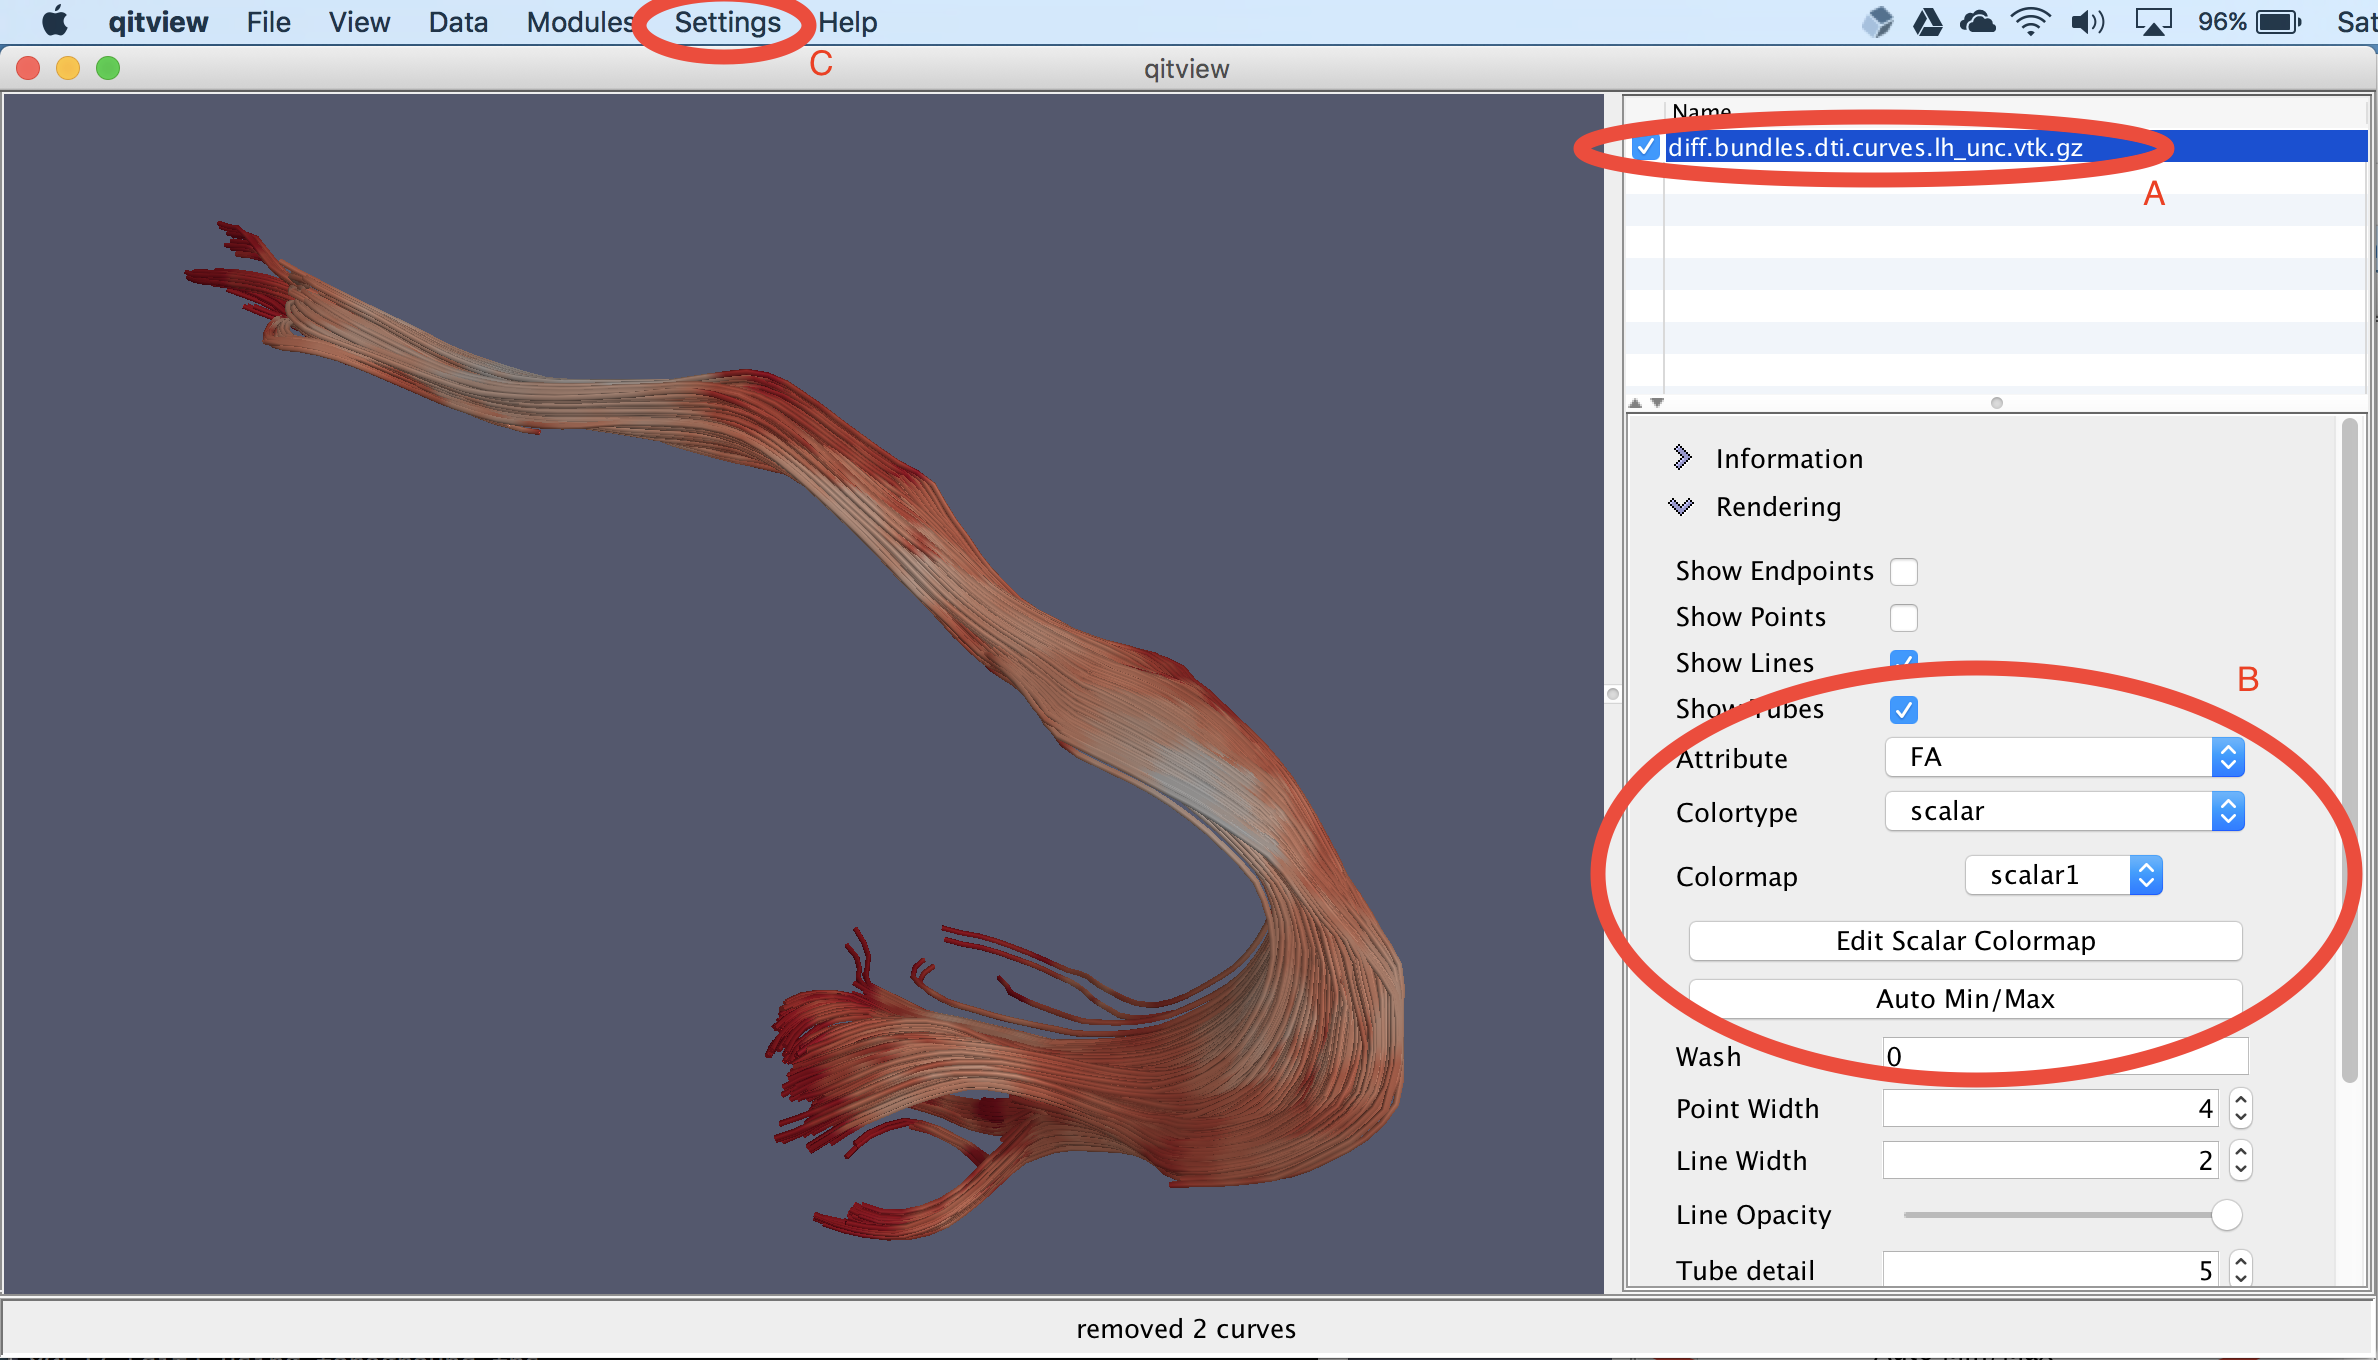 qitview File View Data Modules Settings Help 96% Sat
C
qitview
Name
diff.bundles.dti.curves.lh_unc.vtk.gz
A
Information
Rendering
Show Endpoints
Show Points
Show Lines
B
Show Tubes
Attribute FA
Colortype scalar
Colormap scalar1
Edit Scalar Colormap
Auto Min/Max
Wash 0
Point Width 4
Line Width 2
Line Opacity
Tube detail 5
removed 2 curves